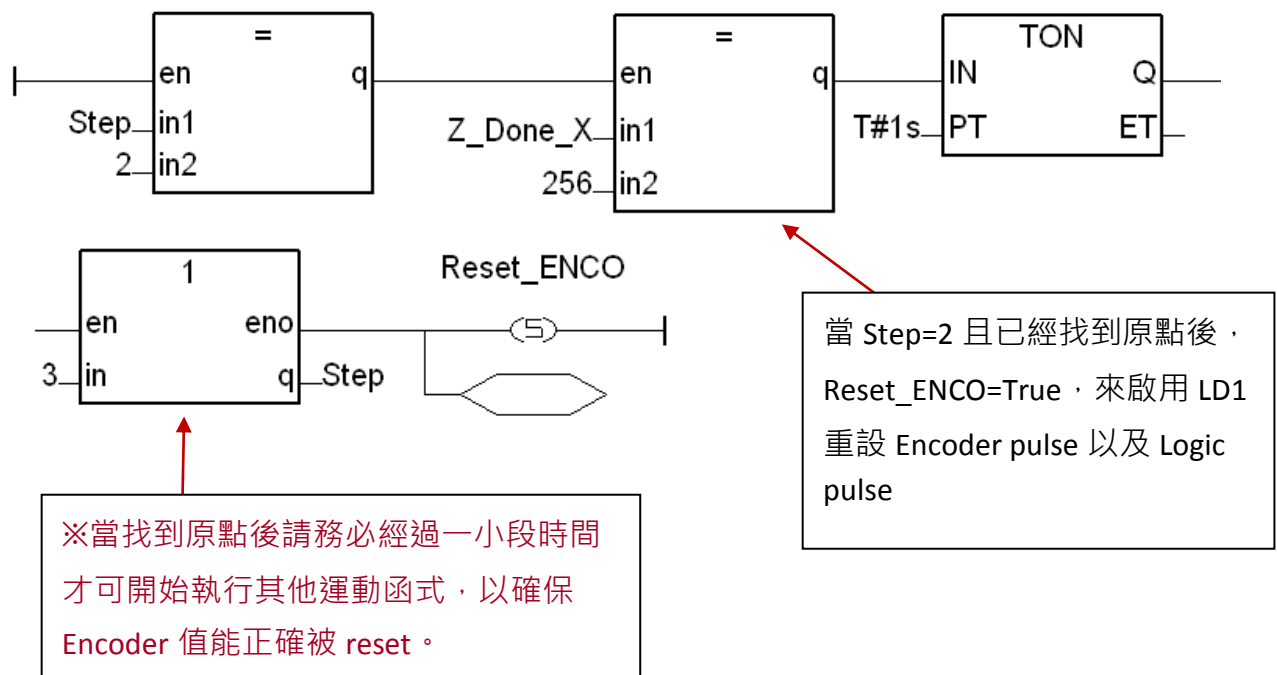 = = TON
en q en q IN Q
Step in1 Z_Done_X in1 T#1s PT ET
2 in2 256 in2
1 Reset_ENCO
en eno S
3 in q Step
當 Step=2 且已經找到原點後，
Reset_ENCO=True，來啟用 LD1
重設 Encoder pulse 以及 Logic
pulse
※當找到原點後請務必經過一小段時間
才可開始執行其他運動函式，以確保
Encoder 值能正確被 reset。